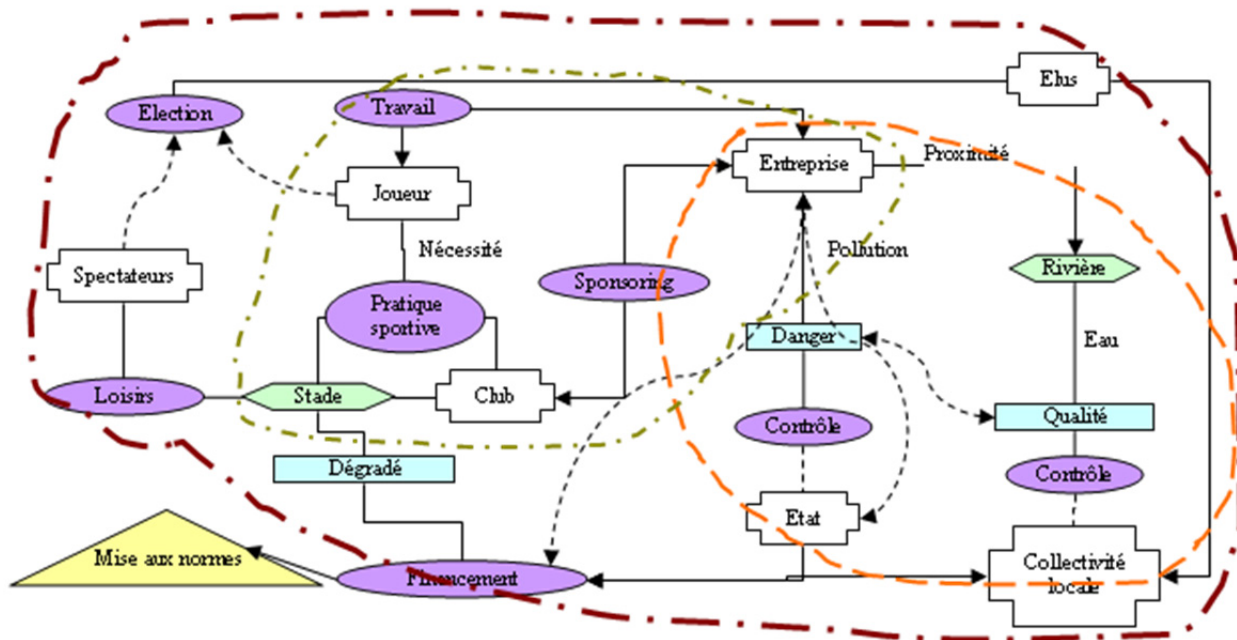 Elus
Election
Travail
Entreprise
Proximité
Joueur
Nécessité
Pollution
Spectateurs
Rivière
Sponsoring
Pratique
sportive
Danger
Eau
Loisirs
Stade
Club
Qualité
Contrôle
Dégradé
Contrôle
Etat
Mise aux normes
Financement
Collectivité
locale